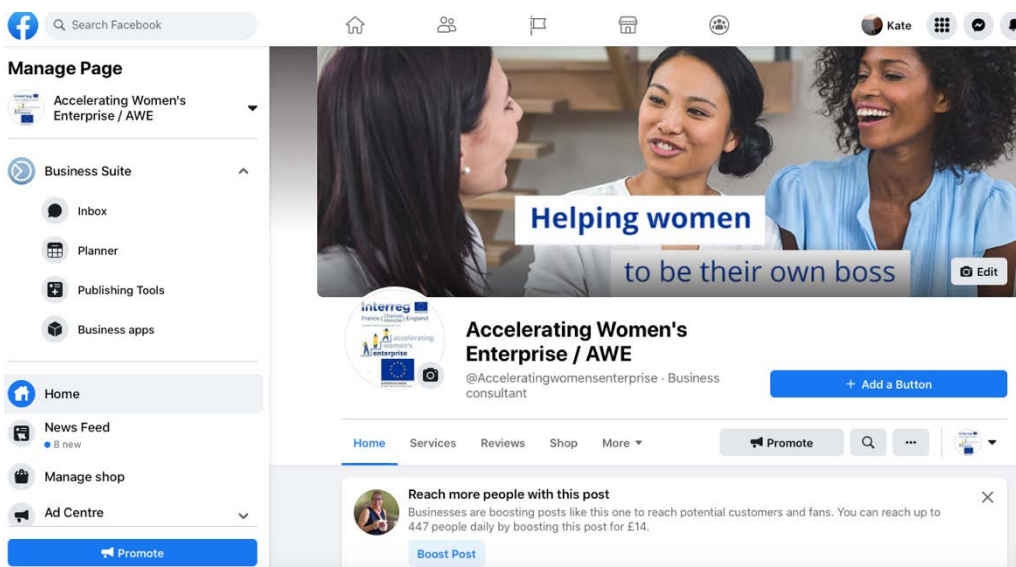 Search Facebook
Kate
Manage Page
Accelerating Women's
Enterprise / AWE
Business Suite
Inbox
Planner
Publishing Tools
Business apps
Home
News Feed
8 new
Manage shop
Ad Centre
Promote
Helping women
to be their own boss
Edit
Interreg
France (Channel Manche) England
accelerating
women's
enterprise
Accelerating Women's
Enterprise / AWE
@Acceleratingwomensenterprise · Business
consultant
+ Add a Button
Home
Services
Reviews
Shop
More
Promote
Reach more people with this post
Businesses are boosting posts like this one to reach potential customers and fans. You can reach up to
447 people daily by boosting this post for £14.
Boost Post